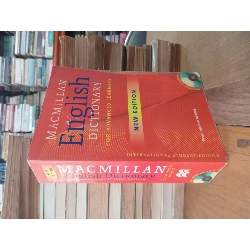 MACMILLAN
English
DICTIONARY
FOR ADVANCED LEARNERS
NEW EDITION
INTERNATIONAL STUDENT EDITION
MACMILLAN
English Dictionary